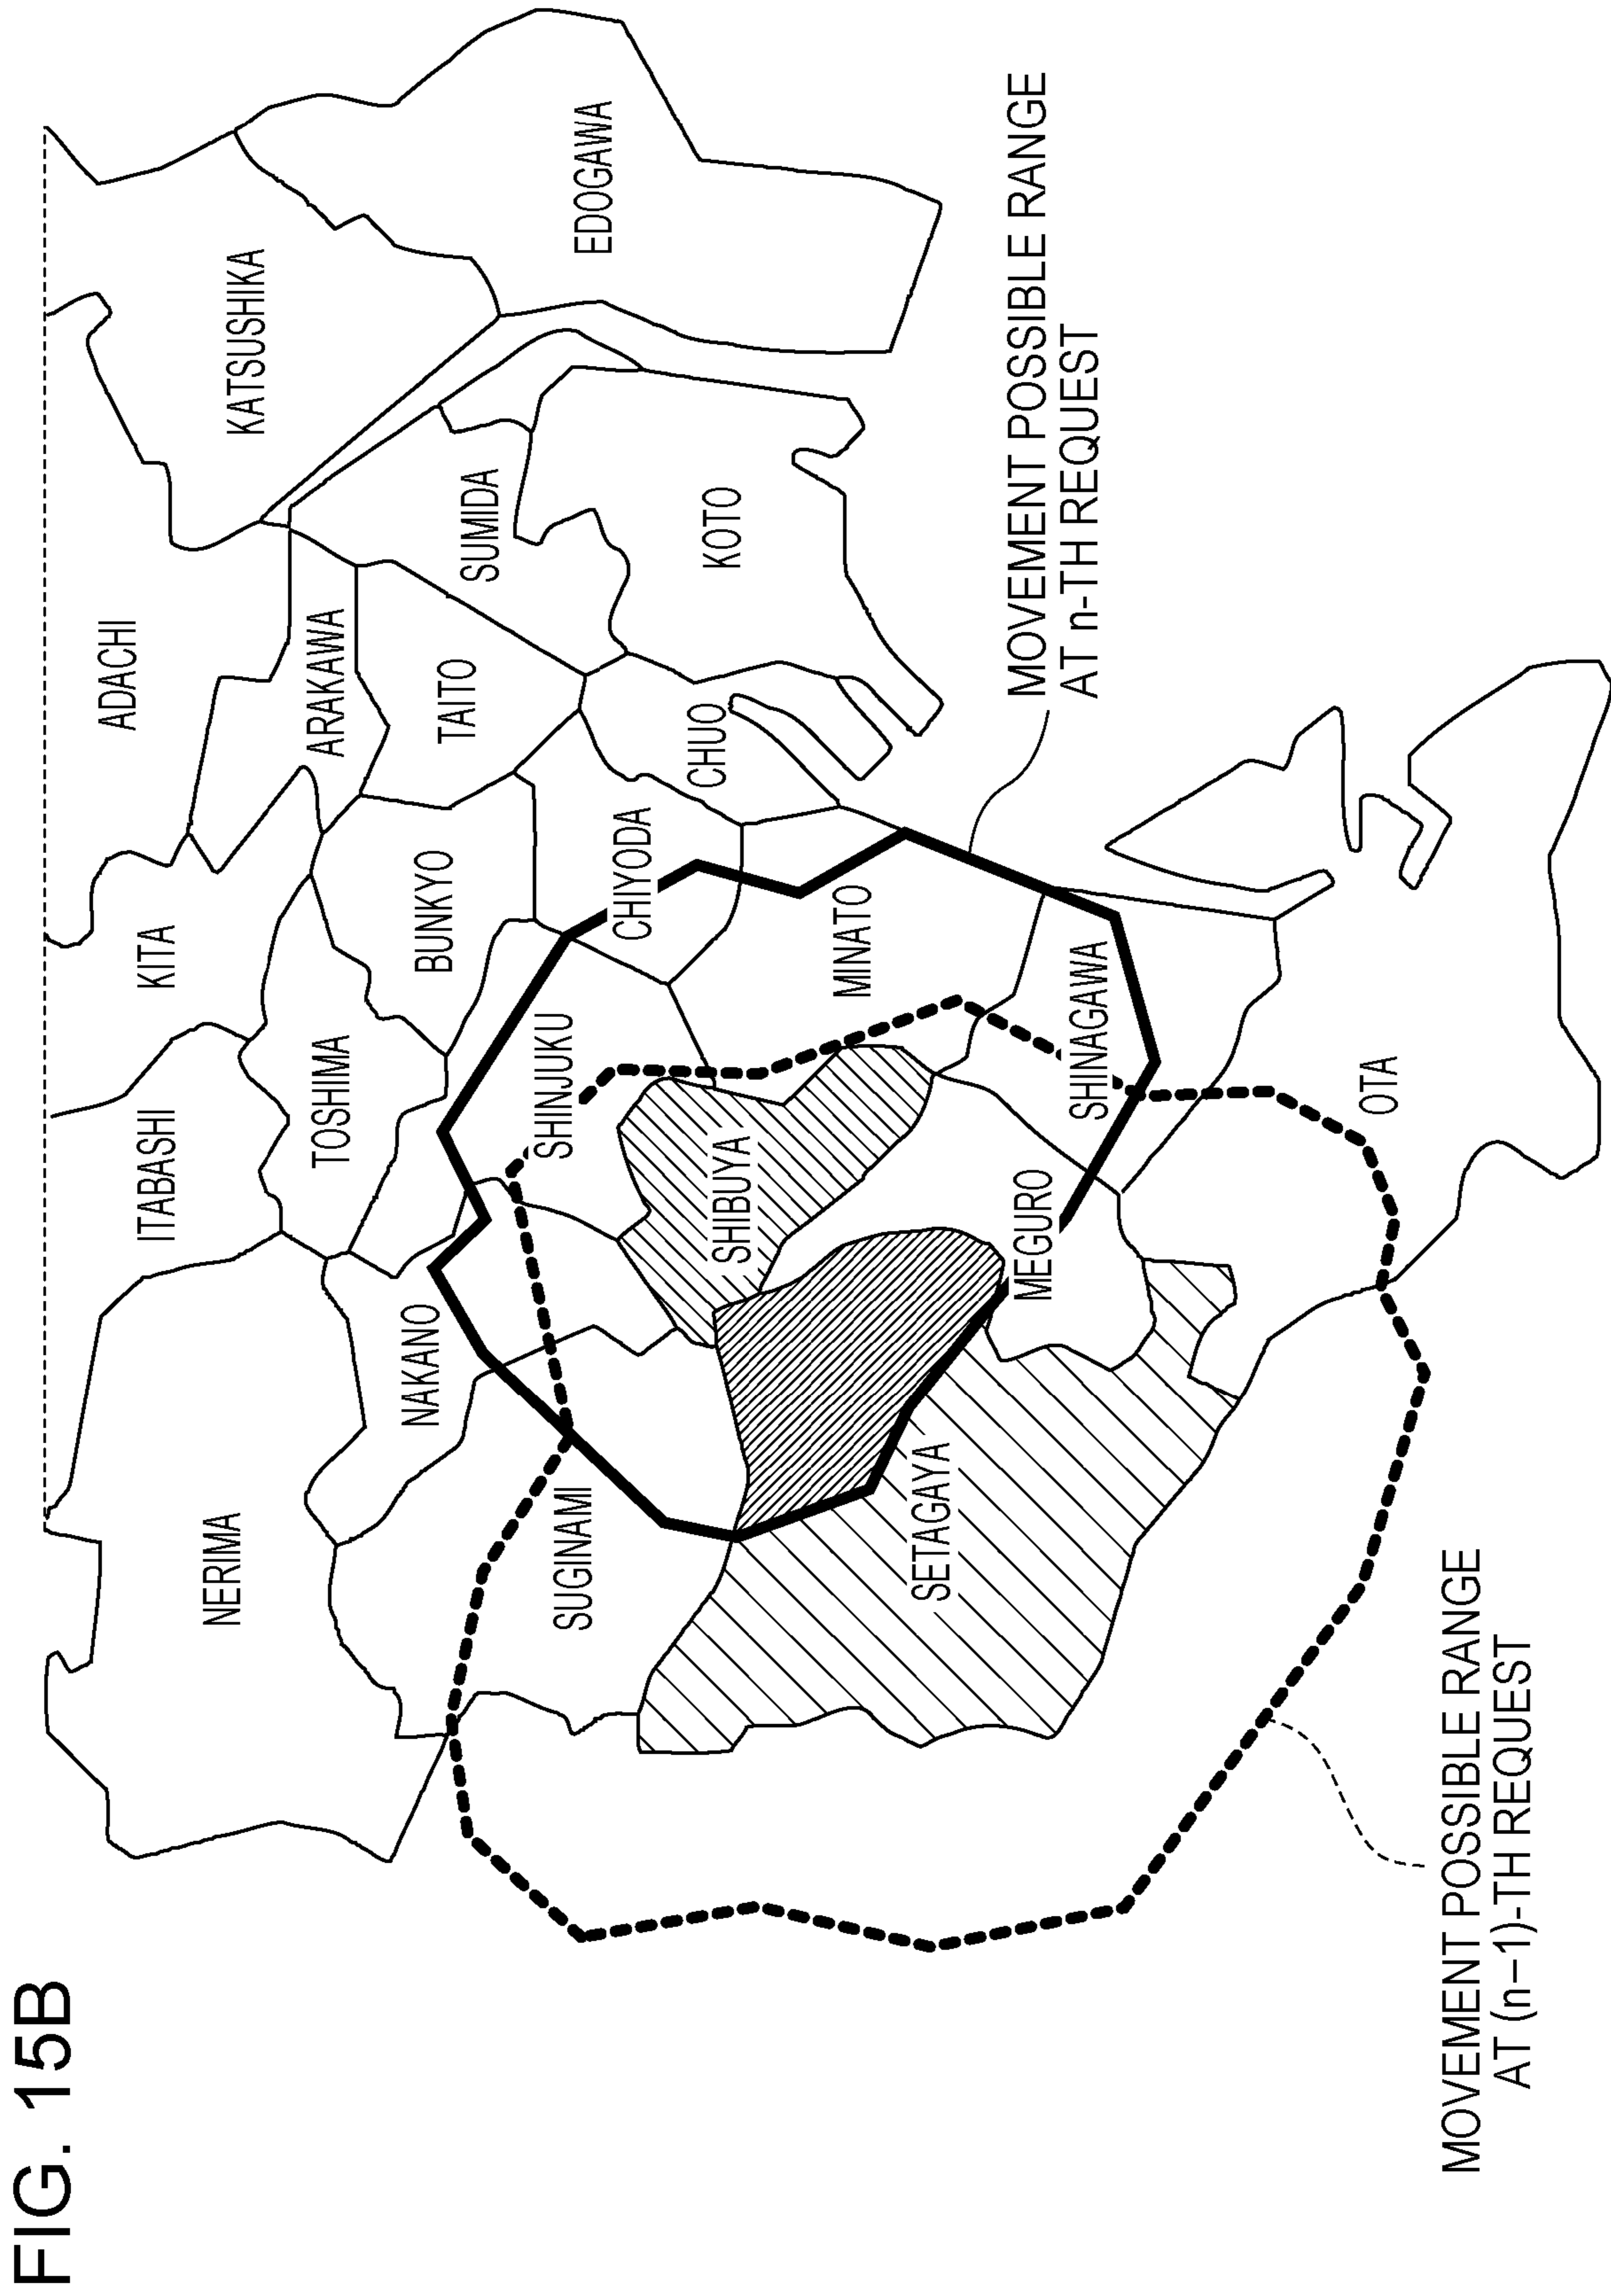 FIG. 15B
NERIMA
ITABASHI
KITA
ADACHI
KATSUSHIKA
TOSHIMA
ARAKAWA
NAKANO
BUNKYO
TAITO
SUMIDA
EDOGAWA
SUGINAMI
SHINJUKU
CHIYODA
CHUO
KOTO
SHIBUYA
MINATO
SETAGAYA
MEGURO
SHINAGAWA
OTA
MOVEMENT POSSIBLE RANGE
AT n-TH REQUEST
MOVEMENT POSSIBLE RANGE
AT (n−1)-TH REQUEST